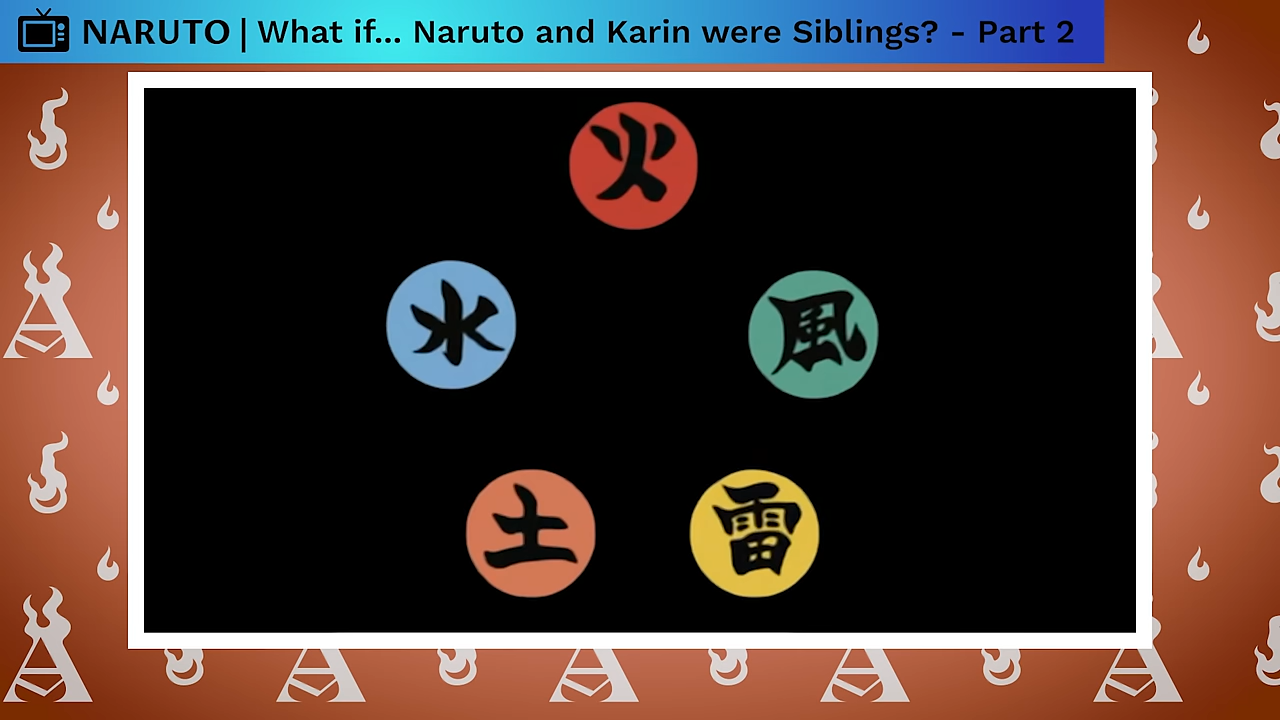 NARUTO | What if... Naruto and Karin were Siblings? - Part 2
火
水
風
土
雷